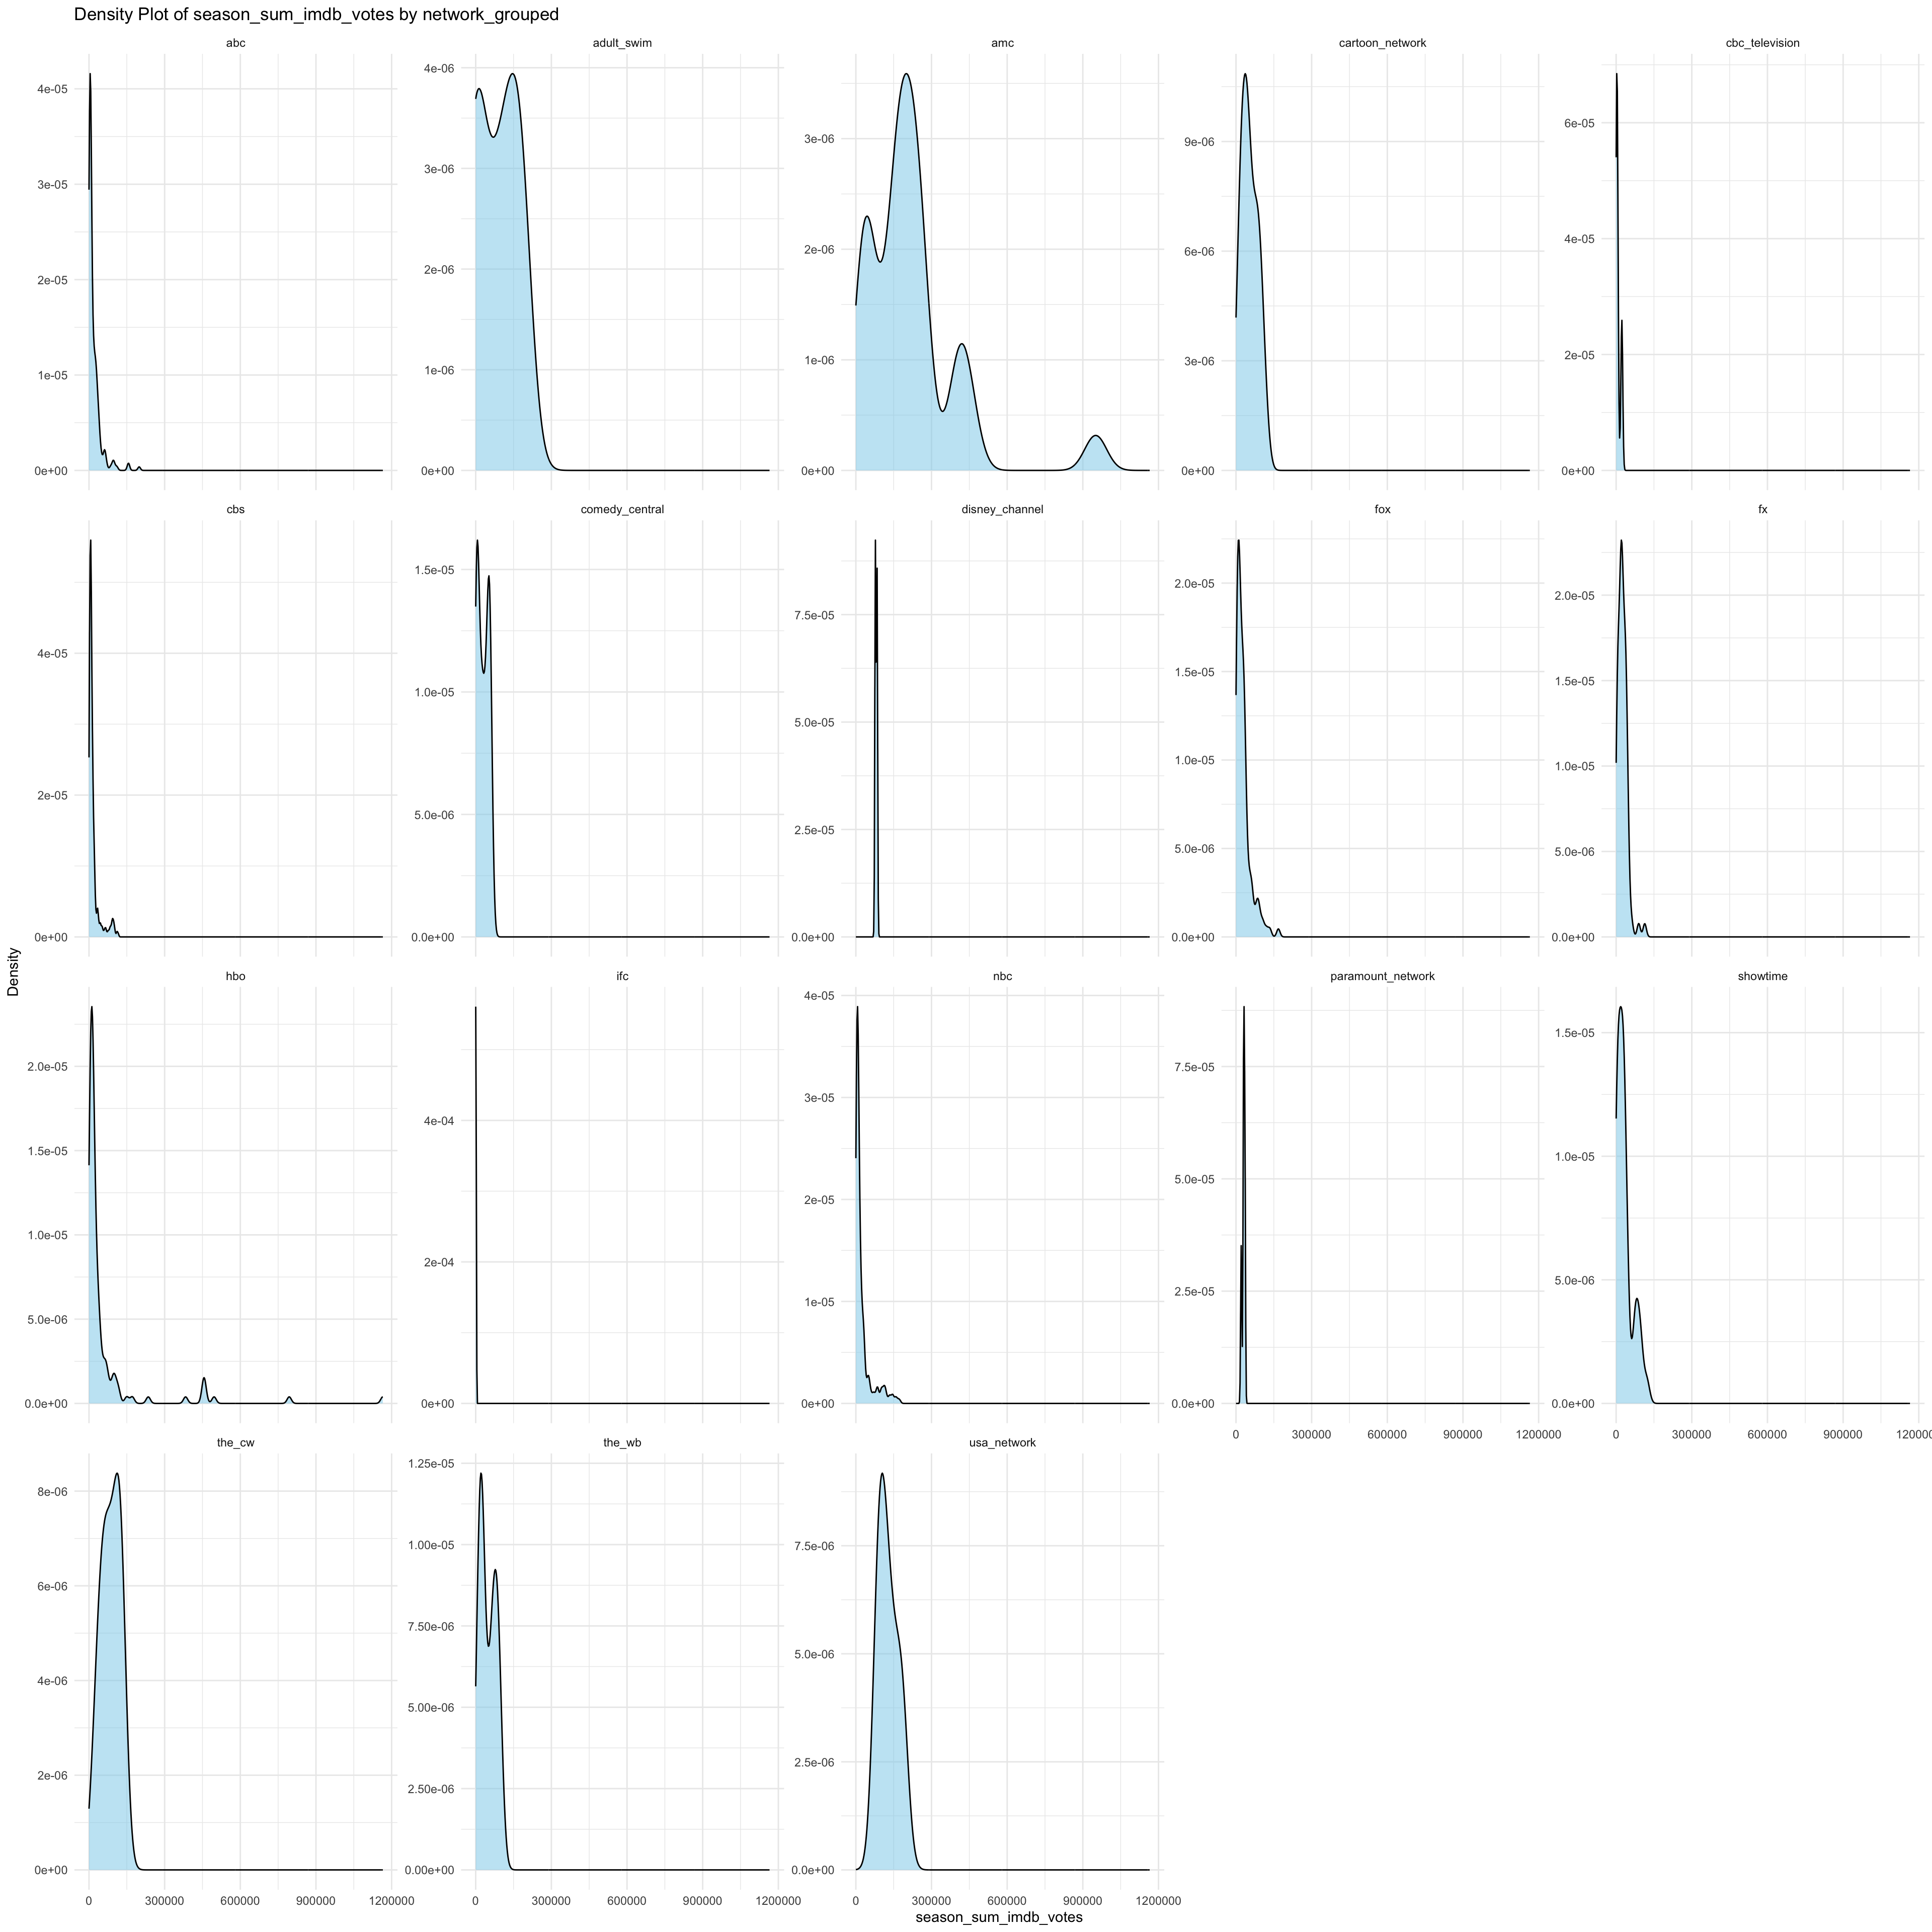 Density Plot of season_sum_imdb_votes by network_grouped
abc
adult_swim
amc
cartoon_network
cbc_television
4e-05
3e-05
2e-05
1e-05
0e+00
4e-06
3e-06
2e-06
1e-06
0e+00
3e-06
2e-06
1e-06
0e+00
9e-06
6e-06
3e-06
0e+00
6e-05
4e-05
2e-05
0e+00
cbs
comedy_central
disney_channel
fox
fx
4e-05
2e-05
0e+00
1.5e-05
1.0e-05
5.0e-06
0.0e+00
7.5e-05
5.0e-05
2.5e-05
0.0e+00
2.0e-05
1.5e-05
1.0e-05
5.0e-06
0.0e+00
2.0e-05
1.5e-05
1.0e-05
5.0e-06
0.0e+00
Density
hbo
ifc
nbc
paramount_network
showtime
2.0e-05
1.5e-05
1.0e-05
5.0e-06
0.0e+00
4e-04
2e-04
0e+00
4e-05
3e-05
2e-05
1e-05
0e+00
7.5e-05
5.0e-05
2.5e-05
0.0e+00
1.5e-05
1.0e-05
5.0e-06
0.0e+00
0 300000 600000 900000 1200000
0 300000 600000 900000 120000
the_cw
the_wb
usa_network
8e-06
6e-06
4e-06
2e-06
0e+00
1.25e-05
1.00e-05
7.50e-06
5.00e-06
2.50e-06
0.00e+00
7.5e-06
5.0e-06
2.5e-06
0.0e+00
0 300000 600000 900000 1200000
0 300000 600000 900000 1200000
0 300000 600000 900000 1200000
season_sum_imdb_votes